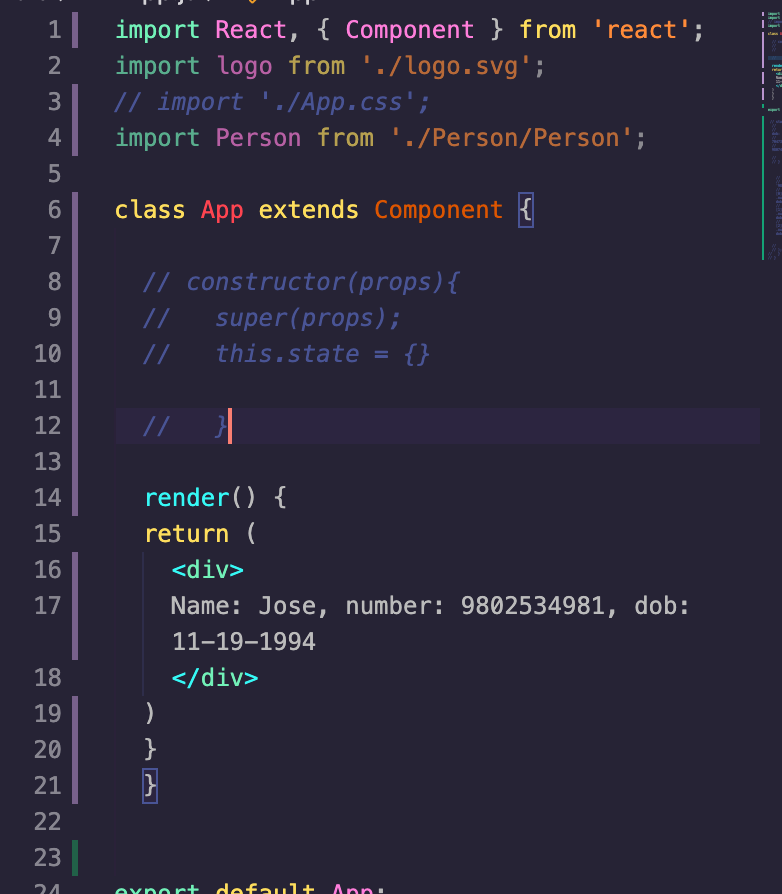 1 import React, { Component } from 'react';
2 import logo from './logo.svg';
3 // import './App.css';
4 import Person from './Person/Person';
5
6 class App extends Component {
7
8 // constructor(props){
9 //   super(props);
10 //   this.state = {}
11
12 //   }
13
14 render() {
15 return (
16 <div>
17 Name: Jose, number: 9802534981, dob:
11-19-1994
18 </div>
19 )
20 }
21 }
22
23
24 export default App;